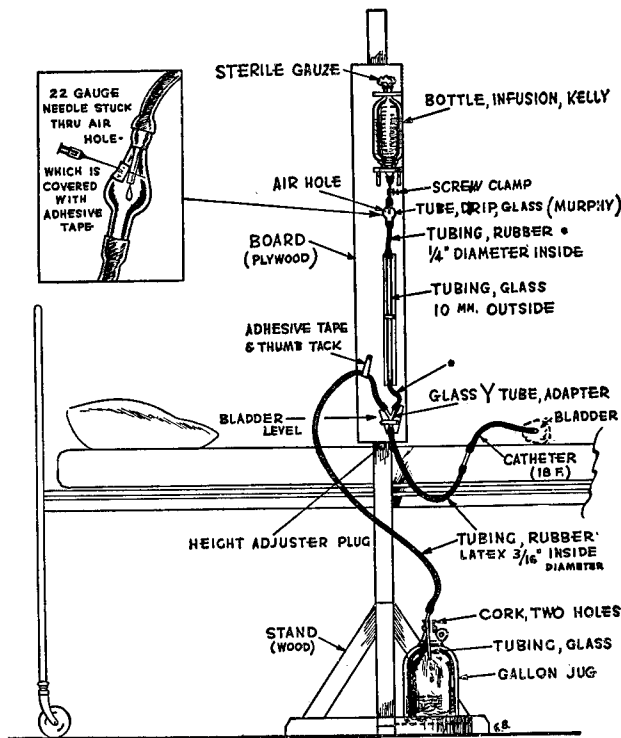 22 GAUGE
NEEDLE STUCK
THRU AIR
HOLE-
WHICH IS
COVERED
WITH
ADHESIVE
TAPE
STERILE GAUZE
BOTTLE, INFUSION, KELLY
SCREW CLAMP
AIR HOLE
TUBE, DRIP, GLASS (MURPHY)
TUBING, RUBBER *
1/4" DIAMETER INSIDE
BOARD
(PLYWOOD)
TUBING, GLASS
10 MM. OUTSIDE
ADHESIVE TAPE
& THUMB TACK
*
GLASS Y TUBE, ADAPTER
BLADDER
LEVEL
BLADDER
CATHETER
(18 F.)
HEIGHT ADJUSTER PLUG
TUBING, RUBBER
LATEX 3/16" INSIDE
DIAMETER
CORK, TWO HOLES
STAND
(WOOD)
TUBING, GLASS
GALLON JUG